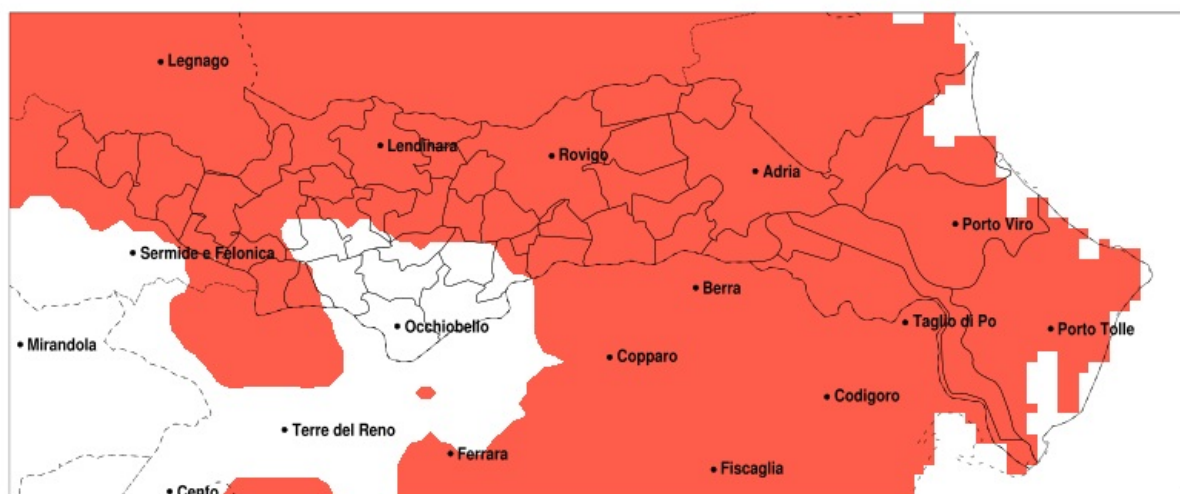 Legnago
Lendinara
Rovigo
Adria
Porto Viro
Sermide e Felonica
Berra
Taglio di Po
Porto Tolle
Occhiobello
Mirandola
Copparo
Codigoro
Terre del Reno
Ferrara
Fiscaglia
Cento